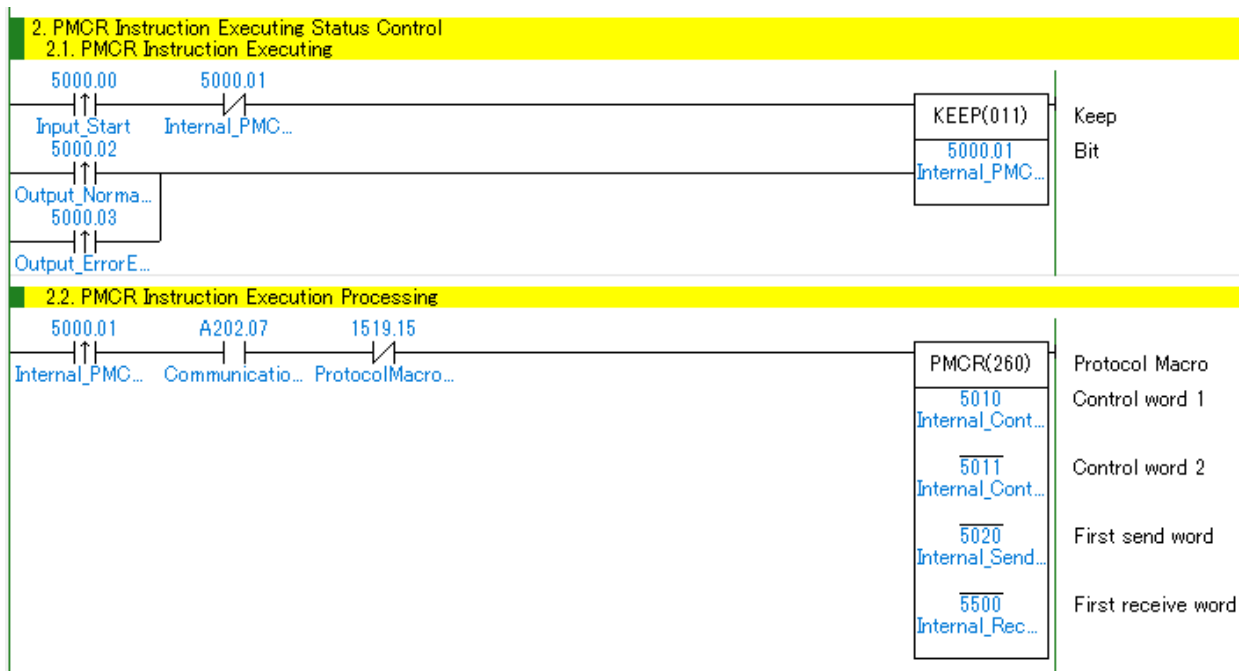 2. PMCR Instruction Executing Status Control
2.1. PMCR Instruction Executing
5000.00 5000.01
Input_Start Internal_PMC...
KEEP(011) Keep
5000.02 5000.01 Bit
Output_Norma... Internal_PMC...
5000.03
Output_ErrorE...
2.2. PMCR Instruction Execution Processing
5000.01 A202.07 1519.15
Internal_PMC... Communicatio... ProtocolMacro...
PMCR(260) Protocol Macro
5010 Control word 1
Internal_Cont...
5011 Control word 2
Internal_Cont...
5020 First send word
Internal_Send...
5500 First receive word
Internal_Rec...